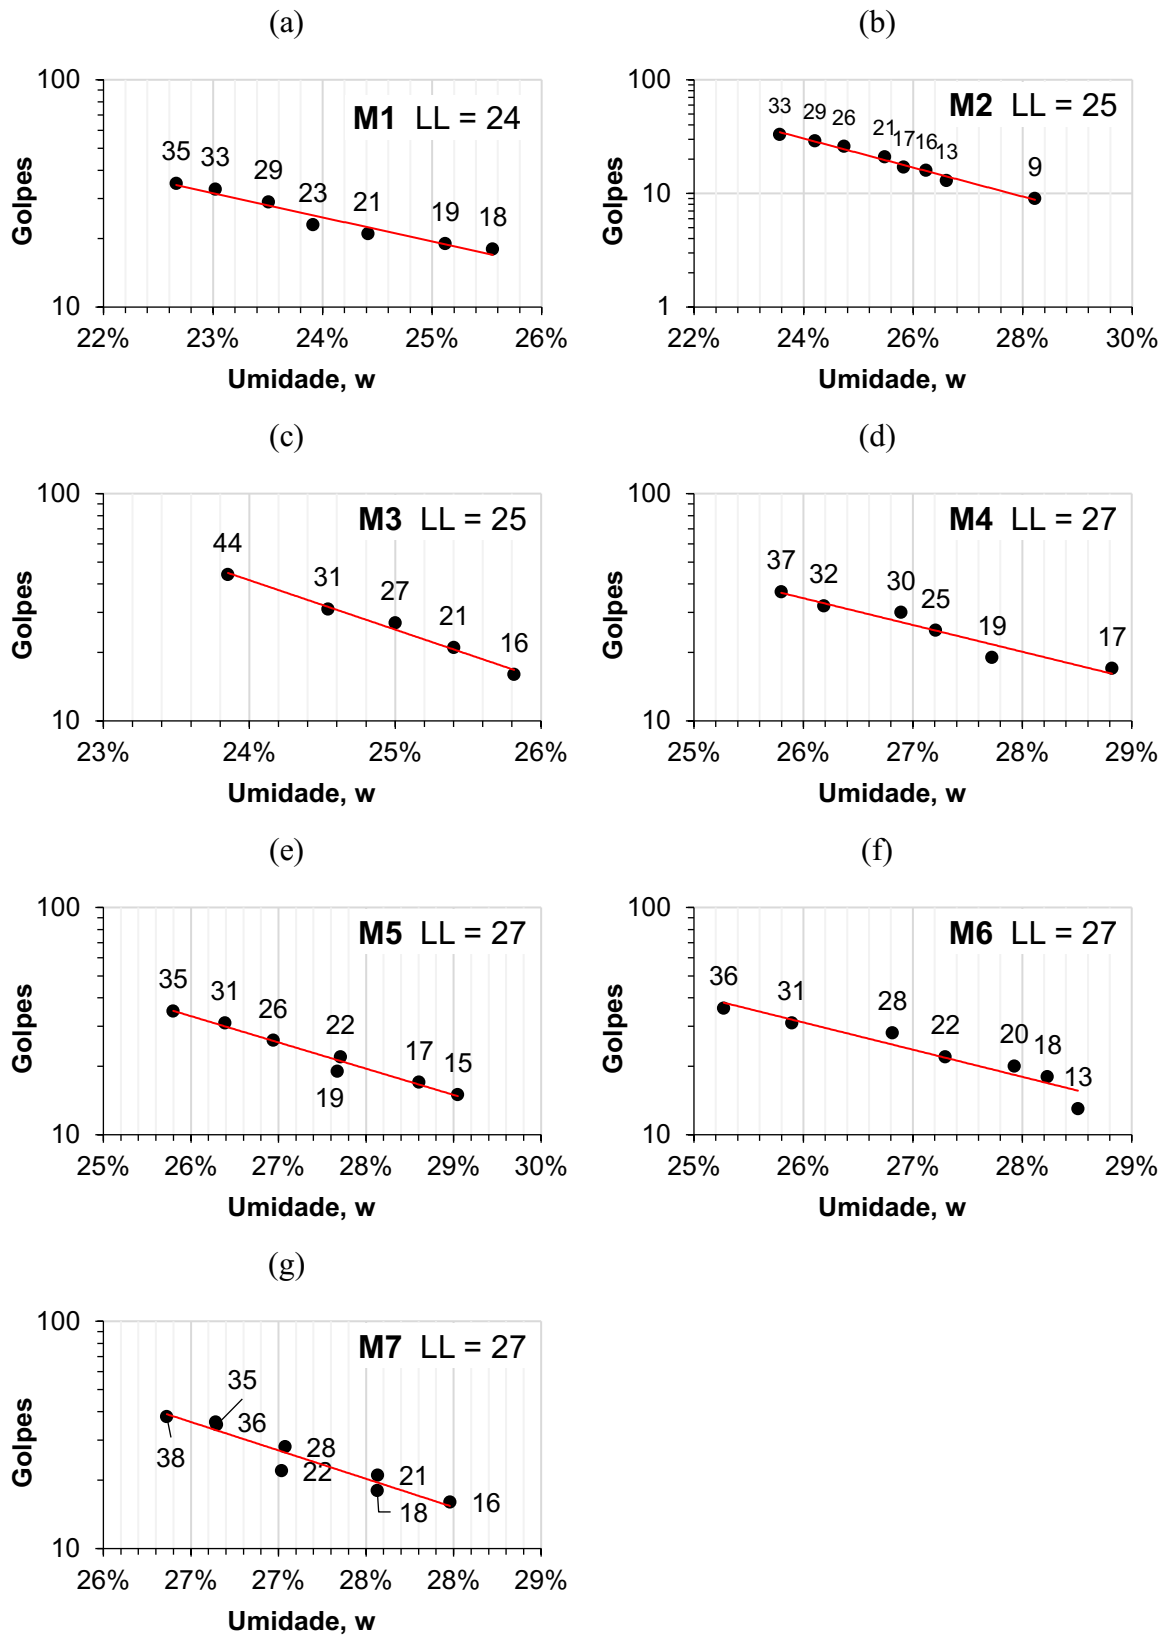 (a)
M1 LL = 24
Golpes
100
10
35 33 29 23 21 19 18
22% 23% 24% 25% 26%
Umidade, w
(b)
M2 LL = 25
Golpes
100
10
1
33 29 26 21 17 16 13 9
22% 24% 26% 28% 30%
Umidade, w
(c)
M3 LL = 25
Golpes
100
10
44 31 27 21 16
23% 24% 25% 26%
Umidade, w
(d)
M4 LL = 27
Golpes
100
10
37 32 30 25 19 17
25% 26% 27% 28% 29%
Umidade, w
(e)
M5 LL = 27
Golpes
100
10
35 31 26 22 19 17 15
25% 26% 27% 28% 29% 30%
Umidade, w
(f)
M6 LL = 27
Golpes
100
10
36 31 28 22 20 18 13
25% 26% 27% 28% 29%
Umidade, w
(g)
M7 LL = 27
Golpes
100
10
38 35 36 28 22 21 18 16
26% 27% 27% 28% 28% 29%
Umidade, w